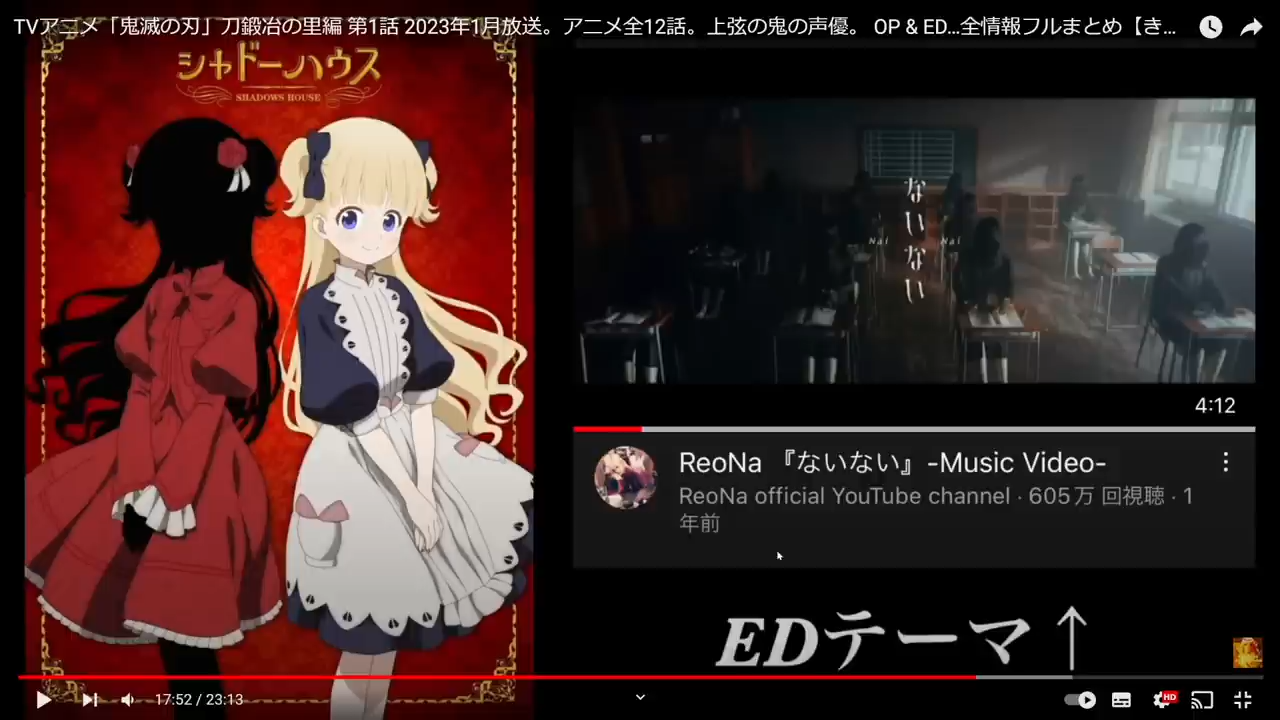 TVアニメ「鬼滅の刃」刀鍛冶の里編 第1話 2023年1月放送。アニメ全12話。上弦の鬼の声優。 OP & ED...全情報フルまとめ【き...
シャドーハウス
SHADOWS HOUSE
ないない
Nai Nai
4:12
ReoNa 『ないない』-Music Video-
ReoNa official YouTube channel · 605万 回視聴 · 1
年前
EDテーマ↑
17:52 / 23:13
HD